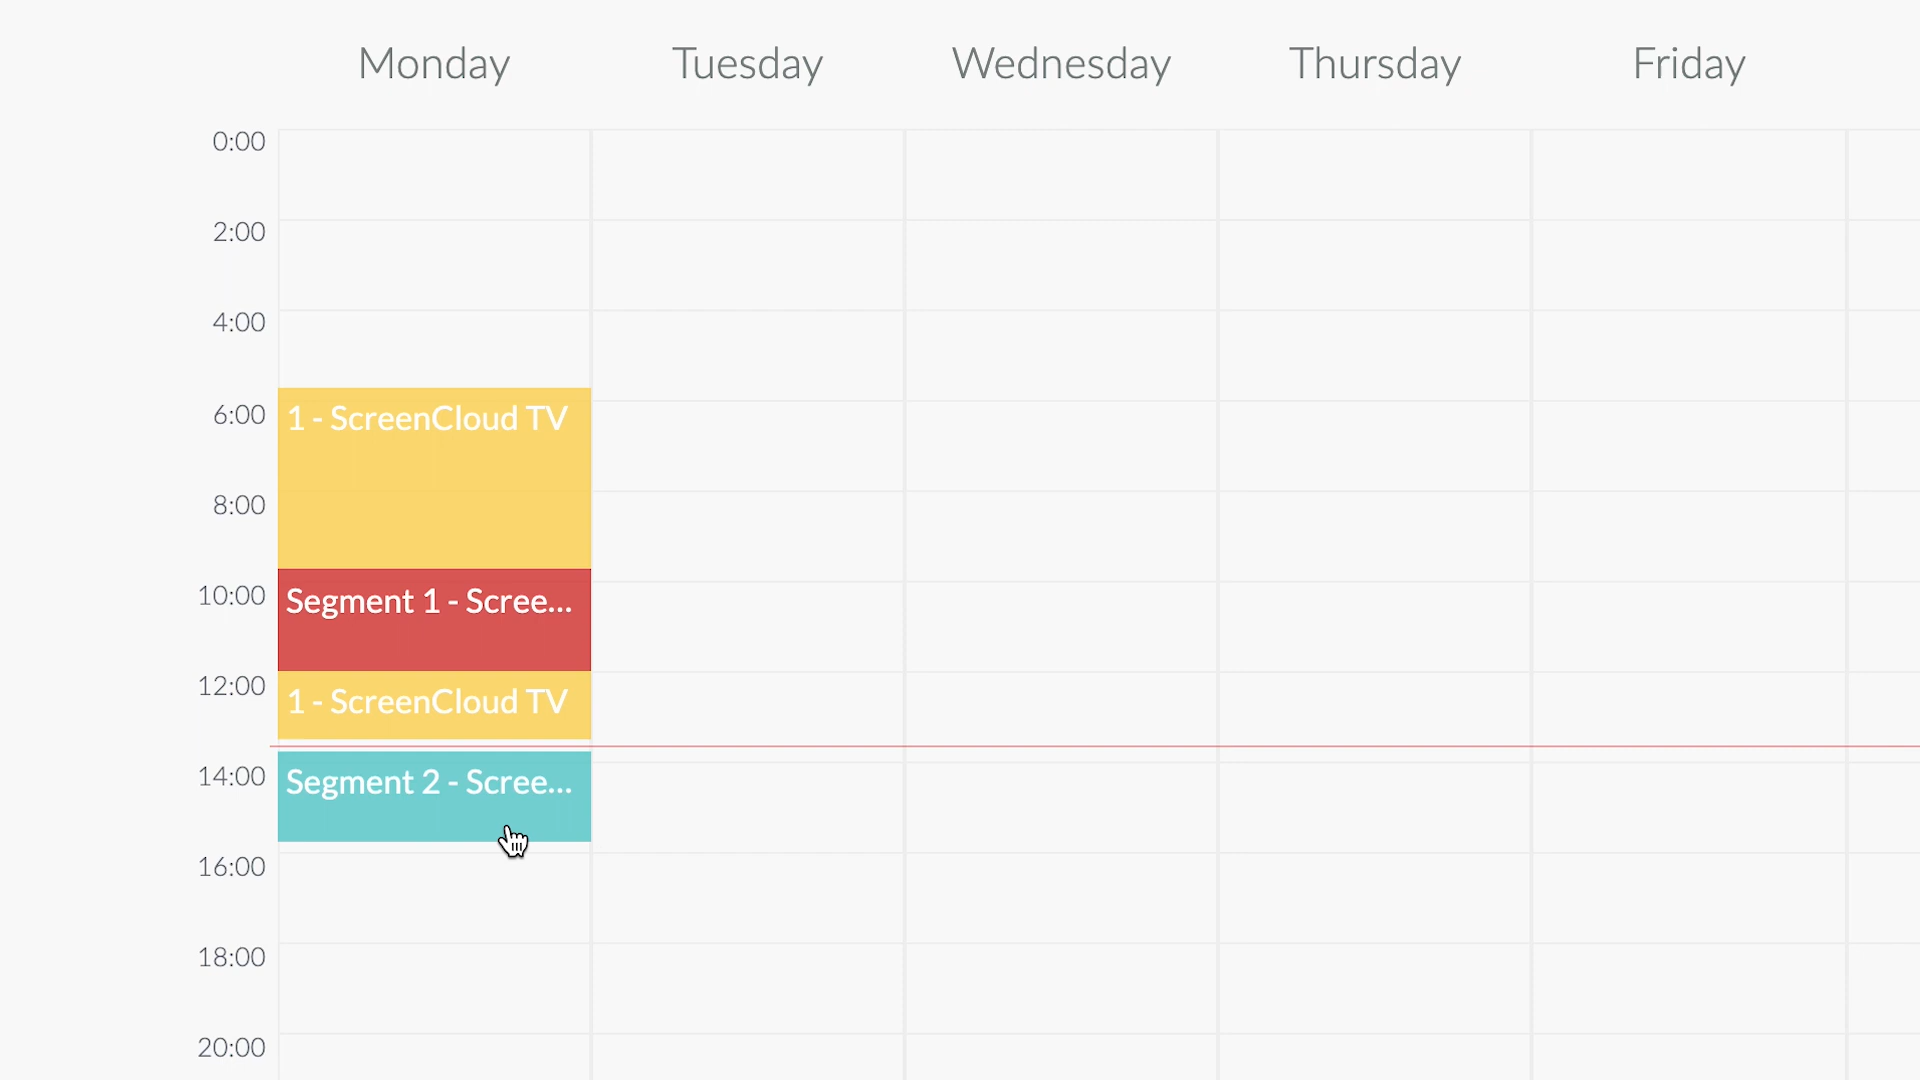 Monday Tuesday Wednesday Thursday Friday
0:00
2:00
4:00
6:00
1 - ScreenCloud TV
8:00
10:00
Segment 1 - Scree...
12:00
1 - ScreenCloud TV
14:00
Segment 2 - Scree...
16:00
18:00
20:00